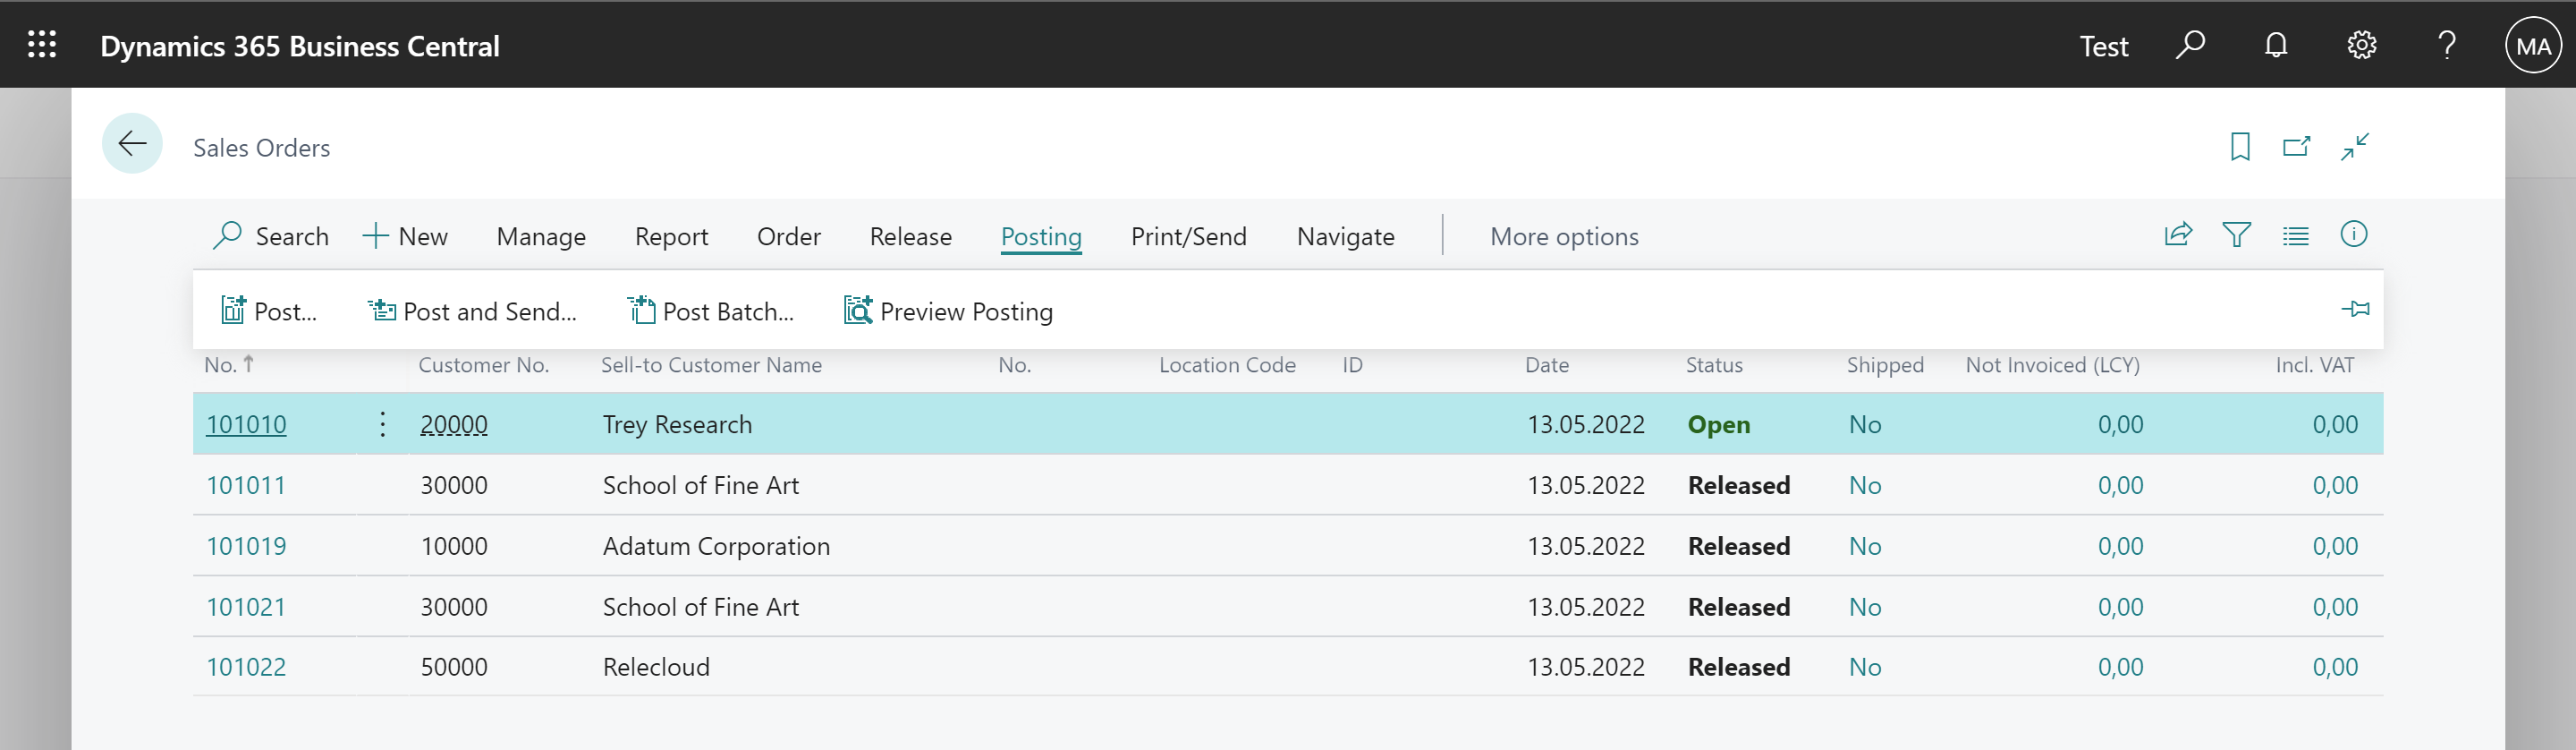 Dynamics 365 Business Central Test MA
Sales Orders
Search New Manage Report Order Release Posting Print/Send Navigate More options
Post... Post and Send... Post Batch... Preview Posting
No. Customer No. Sell-to Customer Name No. Location Code ID Date Status Shipped Not Invoiced (LCY) Incl. VAT
101010 20000 Trey Research 13.05.2022 Open No 0,00 0,00
101011 30000 School of Fine Art 13.05.2022 Released No 0,00 0,00
101019 10000 Adatum Corporation 13.05.2022 Released No 0,00 0,00
101021 30000 School of Fine Art 13.05.2022 Released No 0,00 0,00
101022 50000 Relecloud 13.05.2022 Released No 0,00 0,00